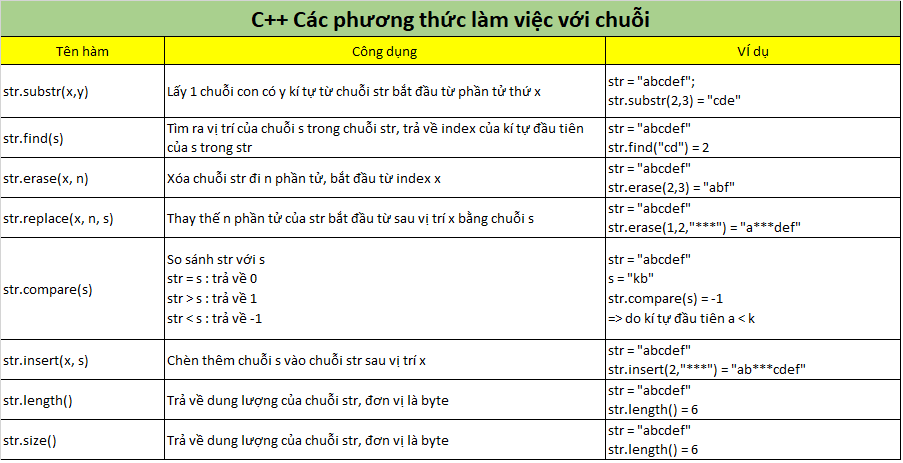 C++ Các phương thức làm việc với chuỗi
Tên hàm
Công dụng
Ví dụ
str.substr(x,y)
Lấy 1 chuỗi con có y kí tự từ chuỗi str bắt đầu từ phần tử thứ x
str = "abcdef";
str.substr(2,3) = "cde"
str.find(s)
Tìm ra vị trí của chuỗi s trong chuỗi str, trả về index của kí tự đầu tiên
của s trong str
str = "abcdef"
str.find("cd") = 2
str.erase(x, n)
Xóa chuỗi str đi n phần tử, bắt đầu từ index x
str = "abcdef"
str.erase(2,3) = "abf"
str.replace(x, n, s)
Thay thế n phần tử của str bắt đầu từ sau vị trí x bằng chuỗi s
str = "abcdef"
str.erase(1,2,"***") = "a***def"
str.compare(s)
So sánh str với s
str = s : trả về 0
str > s : trả về 1
str < s : trả về -1
str = "abcdef"
s = "kb"
str.compare(s) = -1
=> do kí tự đầu tiên a < k
str.insert(x, s)
Chèn thêm chuỗi s vào chuỗi str sau vị trí x
str = "abcdef"
str.insert(2,"***") = "ab***cdef"
str.length()
Trả về dung lượng của chuỗi str, đơn vị là byte
str = "abcdef"
str.length() = 6
str.size()
Trả về dung lượng của chuỗi str, đơn vị là byte
str = "abcdef"
str.length() = 6